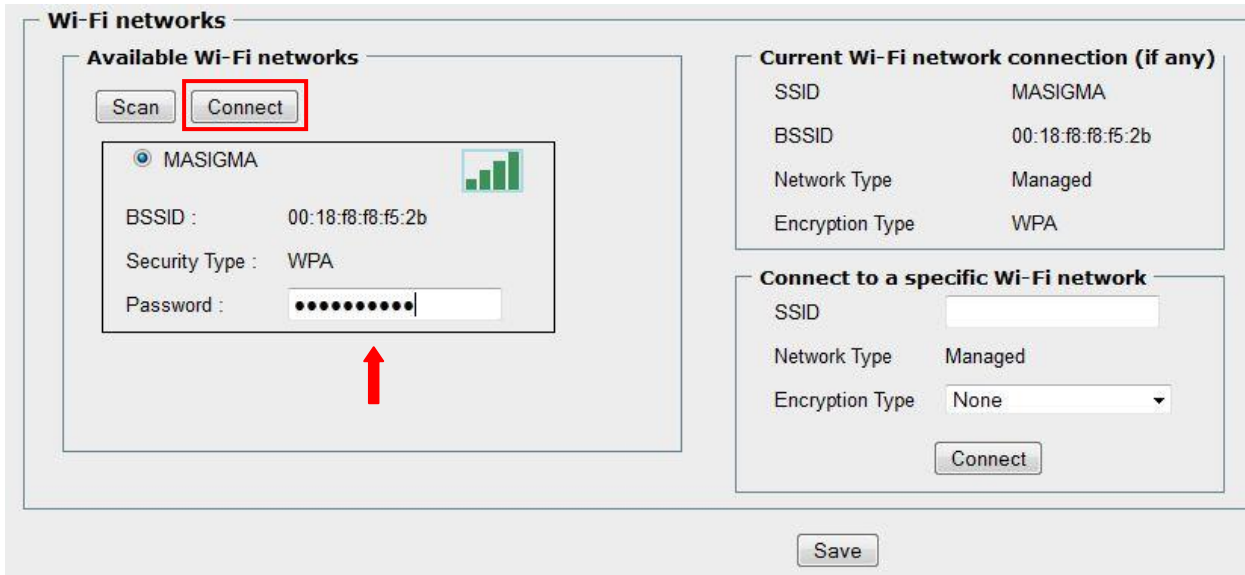 Wi-Fi networks
Available Wi-Fi networks
Scan Connect
MASIGMA
BSSID : 00:18:f8:f8:f5:2b
Security Type : WPA
Password : ●●●●●●●●●●
Current Wi-Fi network connection (if any)
SSID MASIGMA
BSSID 00:18:f8:f8:f5:2b
Network Type Managed
Encryption Type WPA
Connect to a specific Wi-Fi network
SSID
Network Type Managed
Encryption Type None
Connect
Save